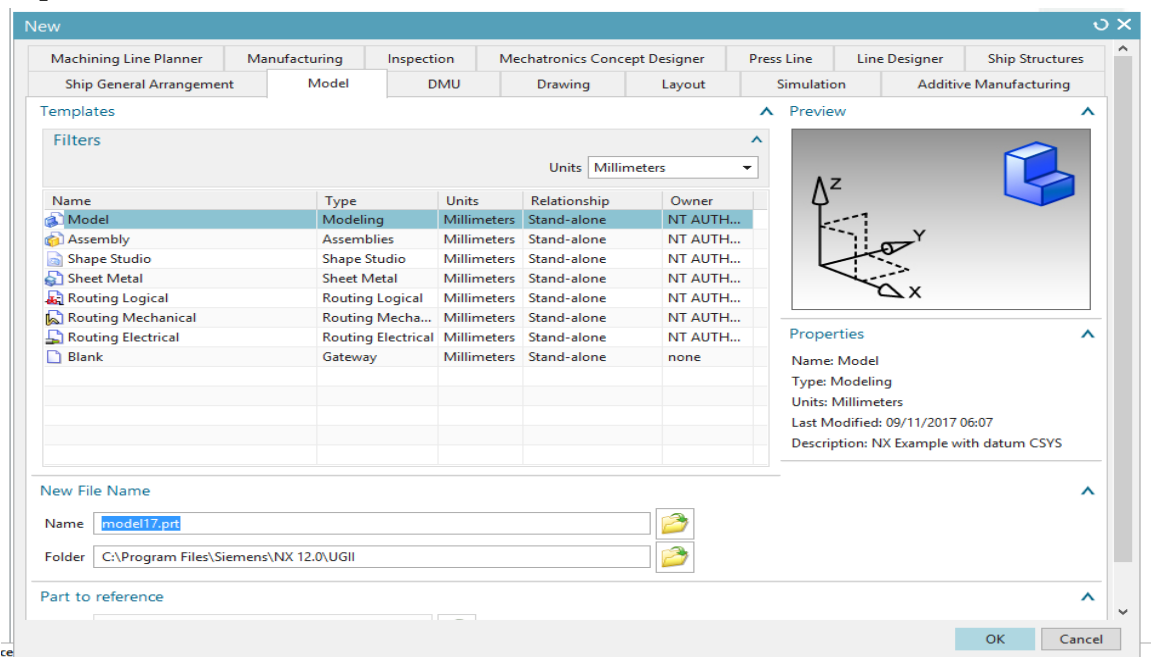 New
Machining Line Planner Manufacturing Inspection Mechatronics Concept Designer Press Line Line Designer Ship Structures
Ship General Arrangement Model DMU Drawing Layout Simulation Additive Manufacturing
Templates
Filters
Units Millimeters
Name Type Units Relationship Owner
Model Modeling Millimeters Stand-alone NT AUTH...
Assembly Assemblies Millimeters Stand-alone NT AUTH...
Shape Studio Shape Studio Millimeters Stand-alone NT AUTH...
Sheet Metal Sheet Metal Millimeters Stand-alone NT AUTH...
Routing Logical Routing Logical Millimeters Stand-alone NT AUTH...
Routing Mechanical Routing Mecha... Millimeters Stand-alone NT AUTH...
Routing Electrical Routing Electrical Millimeters Stand-alone NT AUTH...
Blank Gateway Millimeters Stand-alone none
Preview
Z
Y
X
Properties
Name: Model
Type: Modeling
Units: Millimeters
Last Modified: 09/11/2017 06:07
Description: NX Example with datum CSYS
New File Name
Name model17.prt
Folder C:\Program Files\Siemens\NX 12.0\UGII
Part to reference
OK Cancel
ce